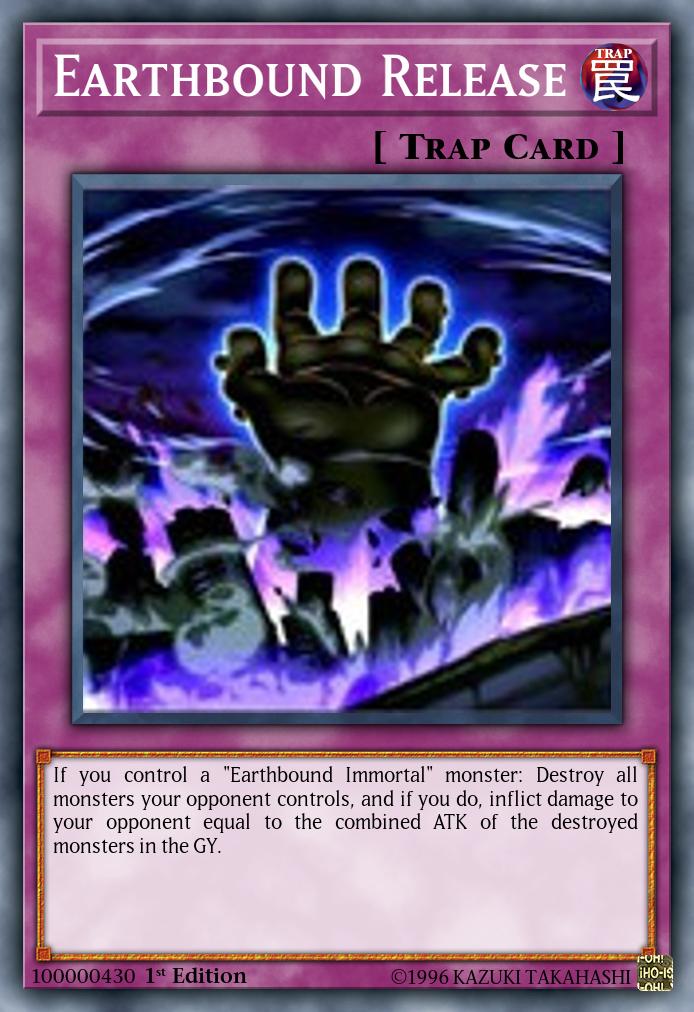 EARTHBOUND RELEASE
TRAP
罠
[ TRAP CARD ]
If you control a "Earthbound Immortal" monster: Destroy all
monsters your opponent controls, and if you do, inflict damage to
your opponent equal to the combined ATK of the destroyed
monsters in the GY.
100000430 1st Edition
©1996 KAZUKI TAKAHASHI